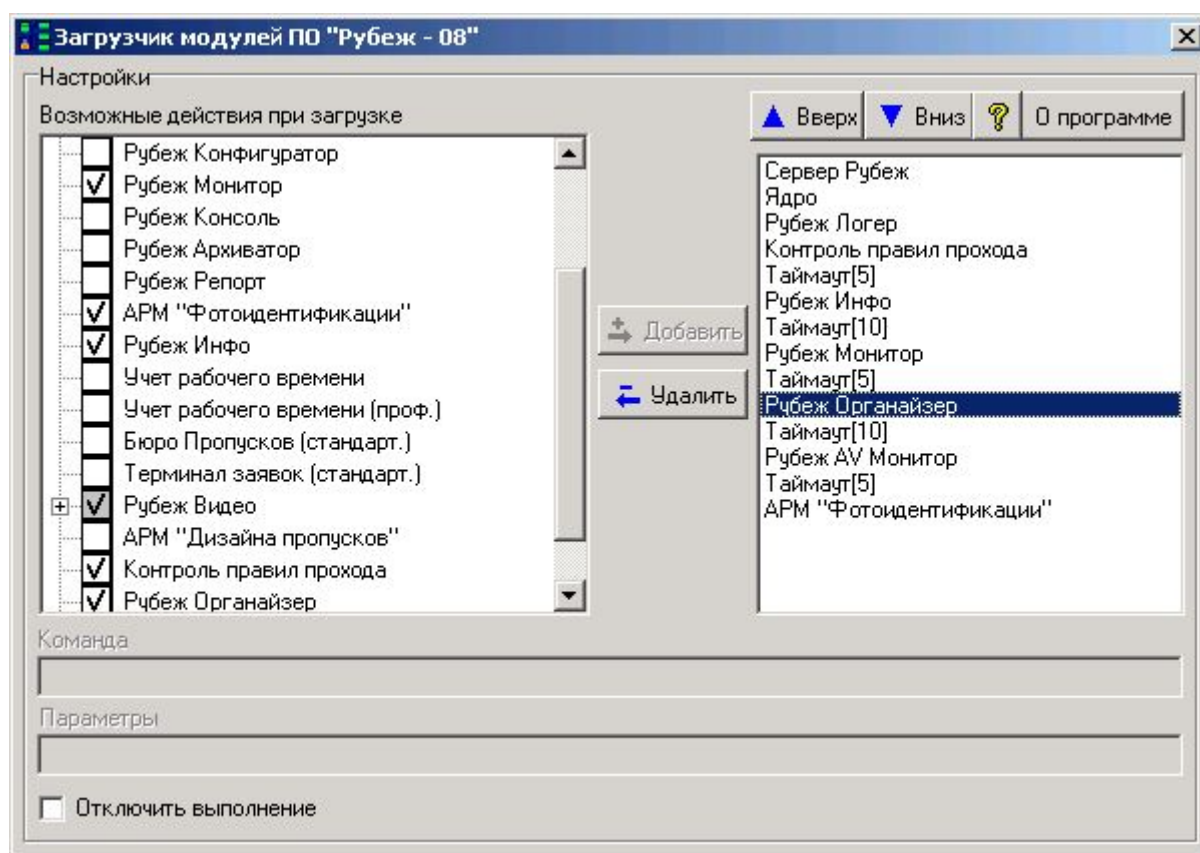 Загрузчик модулей ПО "Рубеж - 08"
Настройки
Возможные действия при загрузке
Рубеж Конфигуратор
Рубеж Монитор
Рубеж Консоль
Рубеж Архиватор
Рубеж Репорт
АРМ "Фотоидентификации"
Рубеж Инфо
Учет рабочего времени
Учет рабочего времени (проф.)
Бюро Пропусков (стандарт.)
Терминал заявок (стандарт.)
Рубеж Видео
АРМ "Дизайна пропусков"
Контроль правил прохода
Рубеж Органайзер
Добавить
Удалить
Вверх Вниз ? О программе
Сервер Рубеж
Ядро
Рубеж Логер
Контроль правил прохода
Таймаут[5]
Рубеж Инфо
Таймаут[10]
Рубеж Монитор
Таймаут[5]
Рубеж Органайзер
Таймаут[10]
Рубеж AV Монитор
Таймаут[5]
АРМ "Фотоидентификации"
Команда
Параметры
Отключить выполнение